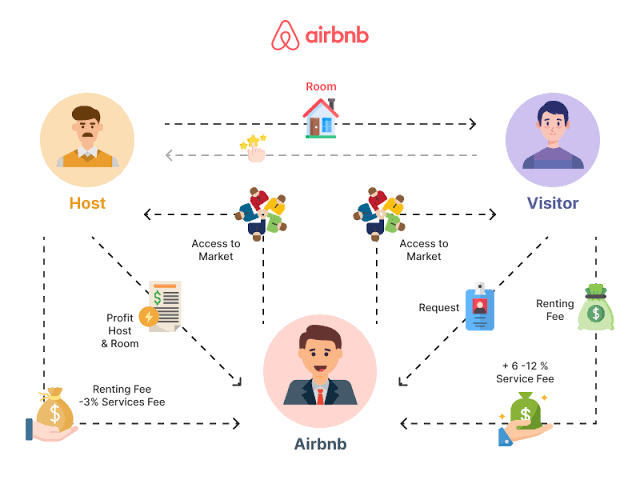 airbnb
Room
Host
Visitor
Access to
Market
Access to
Market
Profit
Host
& Room
Request
Renting
Fee
Renting Fee
-3% Services Fee
+ 6 -12 %
Service Fee
Airbnb